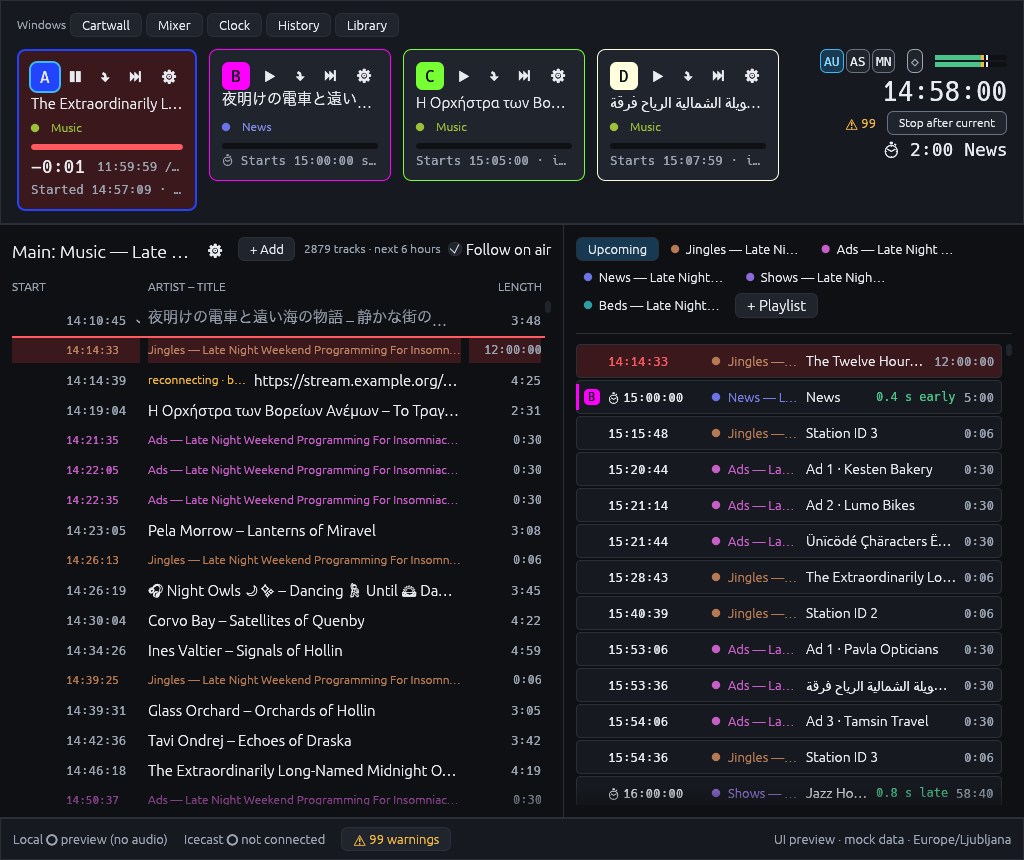 Windows Cartwall Mixer Clock History Library
A
The Extraordinarily L…
Music
−0:01 11:59:59 /…
Started 14:57:09 · …
B
夜明けの電車と遠い…
News
Starts 15:00:00 s…
C
Η Ορχήστρα των Βο…
Music
Starts 15:05:00 · i…
D
…ويلة الشمالية الرياح فرقة
Music
Starts 15:07:59 · i…
AU AS MN
14:58:00
⚠ 99 Stop after current
2:00 News
Main: Music — Late …
+ Add
2879 tracks · next 6 hours
✓ Follow on air
START ARTIST – TITLE LENGTH
14:10:45 夜明けの電車と遠い海の物語 – 静かな街の… 3:48
14:14:33 Jingles — Late Night Weekend Programming For Insomn… 12:00:00
14:14:39 reconnecting · b… https://stream.example.org/… 4:25
14:19:04 Η Ορχήστρα των Βορείων Ανέμων – Το Τραγ… 2:31
14:21:35 Ads — Late Night Weekend Programming For Insomniac… 0:30
14:22:05 Ads — Late Night Weekend Programming For Insomniac… 0:30
14:22:35 Ads — Late Night Weekend Programming For Insomniac… 0:30
14:23:05 Pela Morrow – Lanterns of Miravel 3:08
14:26:13 Jingles — Late Night Weekend Programming For Insomn… 0:06
14:26:19 🎧 Night Owls 🌙✨ – Dancing 💃 Until 🌅 Da… 3:45
14:30:04 Corvo Bay – Satellites of Quenby 4:22
14:34:26 Ines Valtier – Signals of Hollin 4:59
14:39:25 Jingles — Late Night Weekend Programming For Insomn… 0:06
14:39:31 Glass Orchard – Orchards of Hollin 3:05
14:42:36 Tavi Ondrej – Echoes of Draska 3:42
14:46:18 The Extraordinarily Long-Named Midnight O… 4:19
14:50:37 Ads — Late Night Weekend Programming For Insomniac… 0:30
Upcoming Jingles — Late Ni… Ads — Late Night …
News — Late Night… Shows — Late Nigh…
Beds — Late Night… + Playlist
14:14:33 Jingles —… The Twelve Hour… 12:00:00
B 15:00:00 News — L… News 0.4 s early 5:00
15:15:48 Jingles —… Station ID 3 0:06
15:20:44 Ads — La… Ad 1 · Kesten Bakery 0:30
15:21:14 Ads — La… Ad 2 · Lumo Bikes 0:30
15:21:44 Ads — La… Ünïcödé Çhäracters Ë… 0:30
15:28:43 Jingles —… The Extraordinarily Lo… 0:06
15:40:39 Jingles —… Station ID 2 0:06
15:53:06 Ads — La… Ad 1 · Pavla Opticians 0:30
15:53:36 Ads — La… …ويلة الشمالية الرياح فرقة 0:30
15:54:06 Ads — La… Ad 3 · Tamsin Travel 0:30
15:54:36 Jingles —… Station ID 3 0:06
16:00:00 Shows —… Jazz Ho… 0.8 s late 58:40
Local preview (no audio) Icecast not connected ⚠ 99 warnings
UI preview · mock data · Europe/Ljubljana